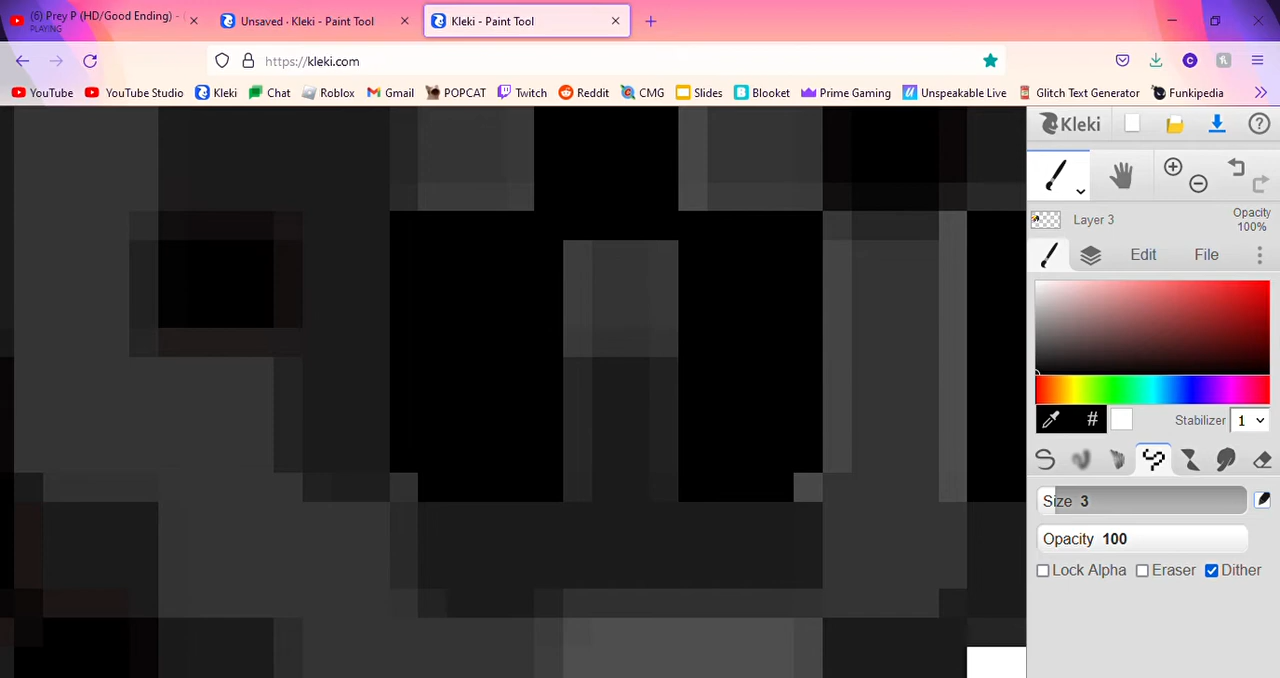 (6) Prey P (HD/Good Ending) - (
PLAYING
Unsaved · Kleki - Paint Tool
Kleki - Paint Tool
https://kleki.com
YouTube YouTube Studio Kleki Chat Roblox Gmail POPCAT Twitch Reddit CMG Slides Blooket Prime Gaming Unspeakable Live Glitch Text Generator Funkipedia
Kleki
Layer 3
Opacity
100%
Edit File
# Stabilizer 1
Size 3
Opacity 100
Lock Alpha Eraser Dither